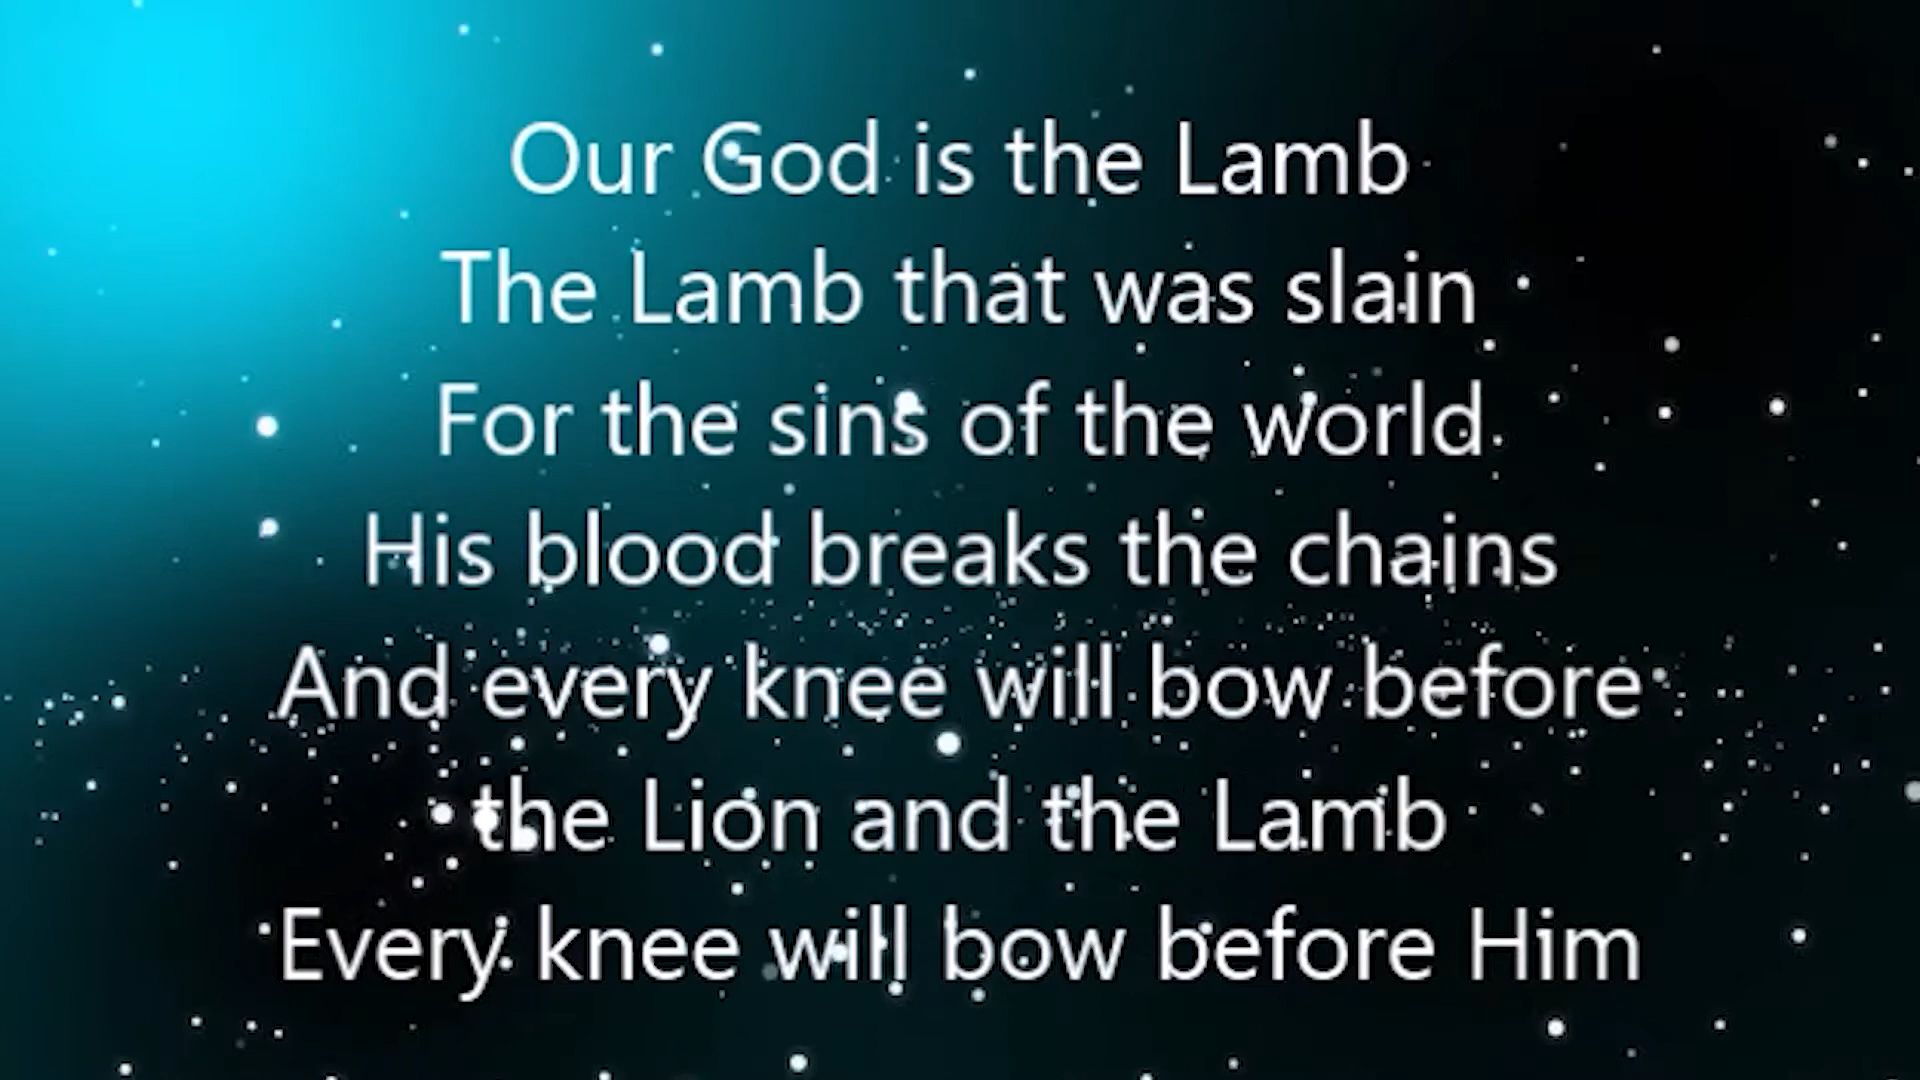 Our God is the Lamb
The Lamb that was slain
For the sins of the world
His blood breaks the chains
And every knee will bow before
the Lion and the Lamb
Every knee will bow before Him